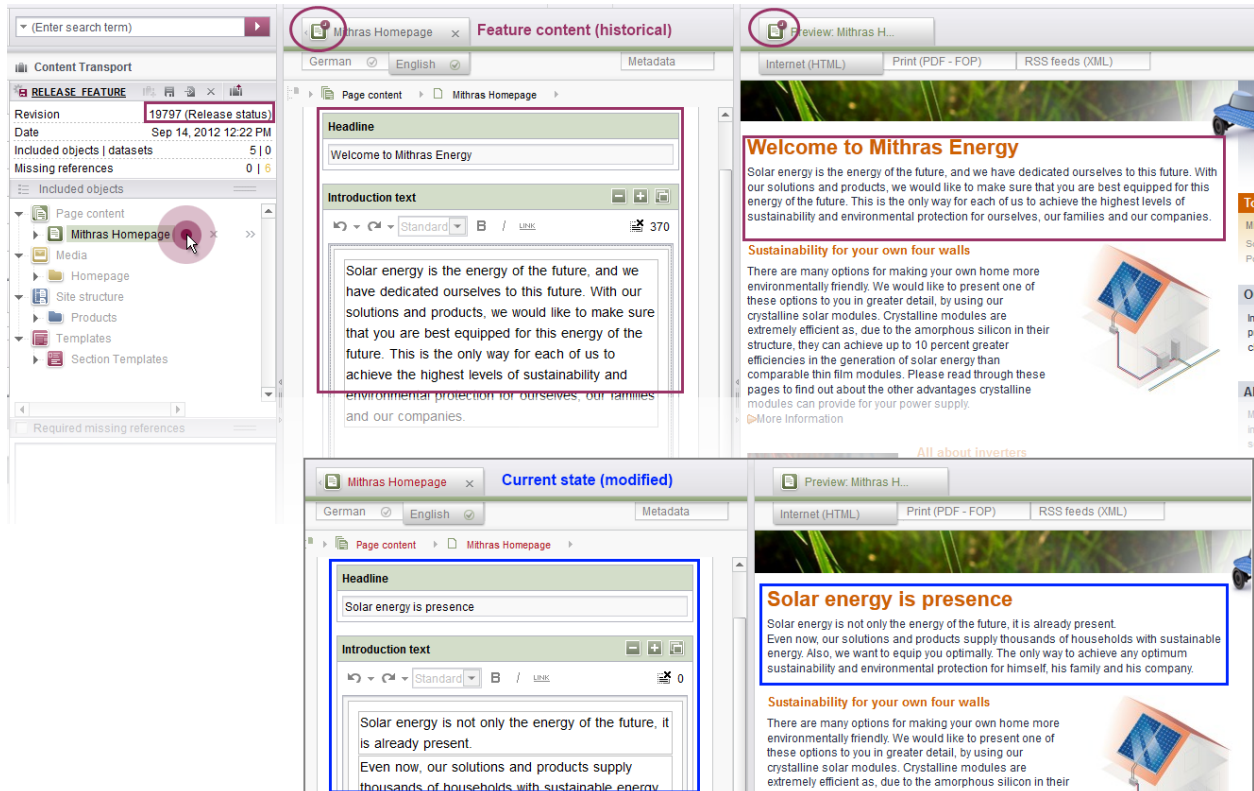 (Enter search term)
Content Transport
RELEASE FEATURE
Revision 19797 (Release status)
Date Sep 14, 2012 12:22 PM
Included objects | datasets 5 | 0
Missing references 0 | 6
Included objects
Page content
Mithras Homepage
Media
Homepage
Site structure
Products
Templates
Section Templates
Required missing references
Mithras Homepage
Feature content (historical)
German
English
Metadata
Page content
Mithras Homepage
Headline
Welcome to Mithras Energy
Introduction text
Standard
B
I
LINK
370
Solar energy is the energy of the future, and we
have dedicated ourselves to this future. With our
solutions and products, we would like to make sure
that you are best equipped for this energy of the
future. This is the only way for each of us to
achieve the highest levels of sustainability and
environmental protection for ourselves, our families
and our companies.
Preview: Mithras H...
Internet (HTML)
Print (PDF - FOP)
RSS feeds (XML)
Welcome to Mithras Energy
Solar energy is the energy of the future, and we have dedicated ourselves to this future. With
our solutions and products, we would like to make sure that you are best equipped for this
energy of the future. This is the only way for each of us to achieve the highest levels of
sustainability and environmental protection for ourselves, our families and our companies.
Sustainability for your own four walls
There are many options for making your own home more
environmentally friendly. We would like to present one of
these options to you in greater detail, by using our
crystalline solar modules. Crystalline modules are
extremely efficient as, due to the amorphous silicon in their
structure, they can achieve up to 10 percent greater
efficiencies in the generation of solar energy than
comparable thin film modules. Please read through these
pages to find out about the other advantages crystalline
modules can provide for your power supply.
More Information
All about inverters
Mithras Homepage
Current state (modified)
German
English
Metadata
Page content
Mithras Homepage
Headline
Solar energy is presence
Introduction text
Standard
B
I
LINK
0
Solar energy is not only the energy of the future, it
is already present.
Even now, our solutions and products supply
thousands of households with sustainable energy.
Preview: Mithras H...
Internet (HTML)
Print (PDF - FOP)
RSS feeds (XML)
Solar energy is presence
Solar energy is not only the energy of the future, it is already present.
Even now, our solutions and products supply thousands of households with sustainable
energy. Also, we want to equip you optimally. The only way to achieve any optimum
sustainability and environmental protection for himself, his family and his company.
Sustainability for your own four walls
There are many options for making your own home more
environmentally friendly. We would like to present one of
these options to you in greater detail, by using our
crystalline solar modules. Crystalline modules are
extremely efficient as, due to the amorphous silicon in their